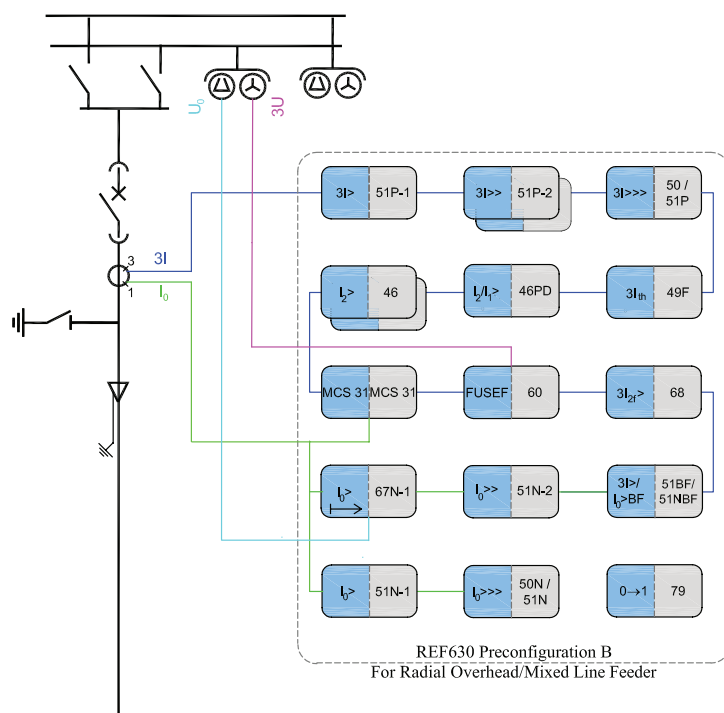 U0
3U
3I> 51P-1
3I>> 51P-2
3I>>> 50 / 51P
3
3I
I0
1
I2> 46
I2/I1> 46PD
3Ith 49F
MCS 31 MCS 31
FUSEF 60
3I2f> 68
I0> 67N-1
I0>> 51N-2
3I>/ I0>BF 51BF/ 51NBF
I0> 51N-1
I0>>> 50N / 51N
0→1 79
REF630 Preconfiguration B
For Radial Overhead/Mixed Line Feeder